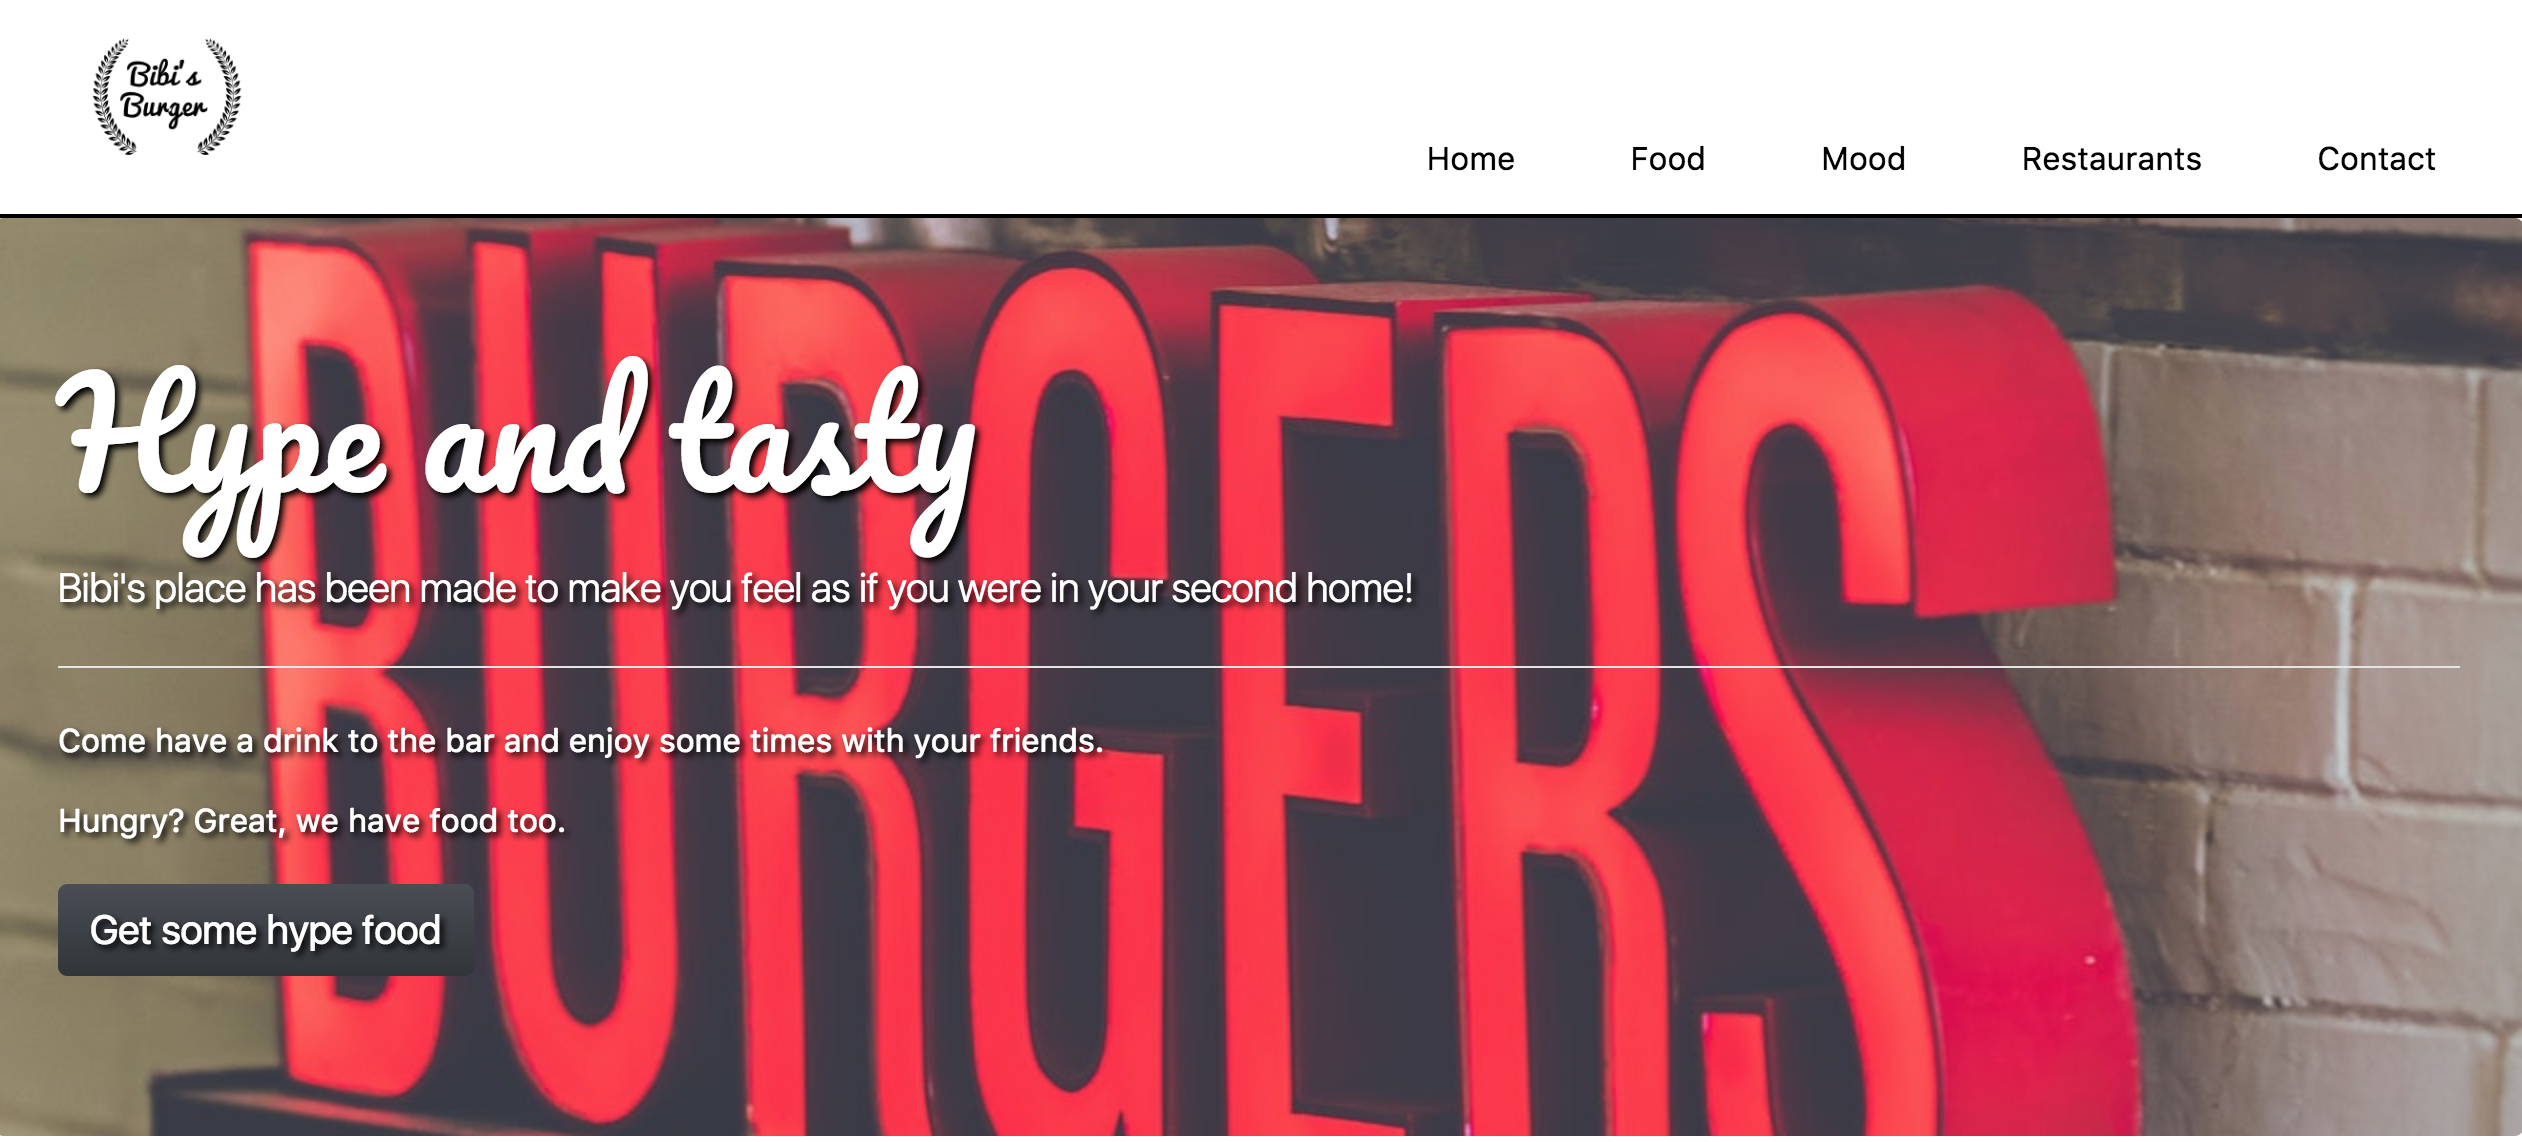 Bibi's
Burger
Home Food Mood Restaurants Contact
BURGERS
Hype and tasty
Bibi's place has been made to make you feel as if you were in your second home!
Come have a drink to the bar and enjoy some times with your friends.
Hungry? Great, we have food too.
Get some hype food